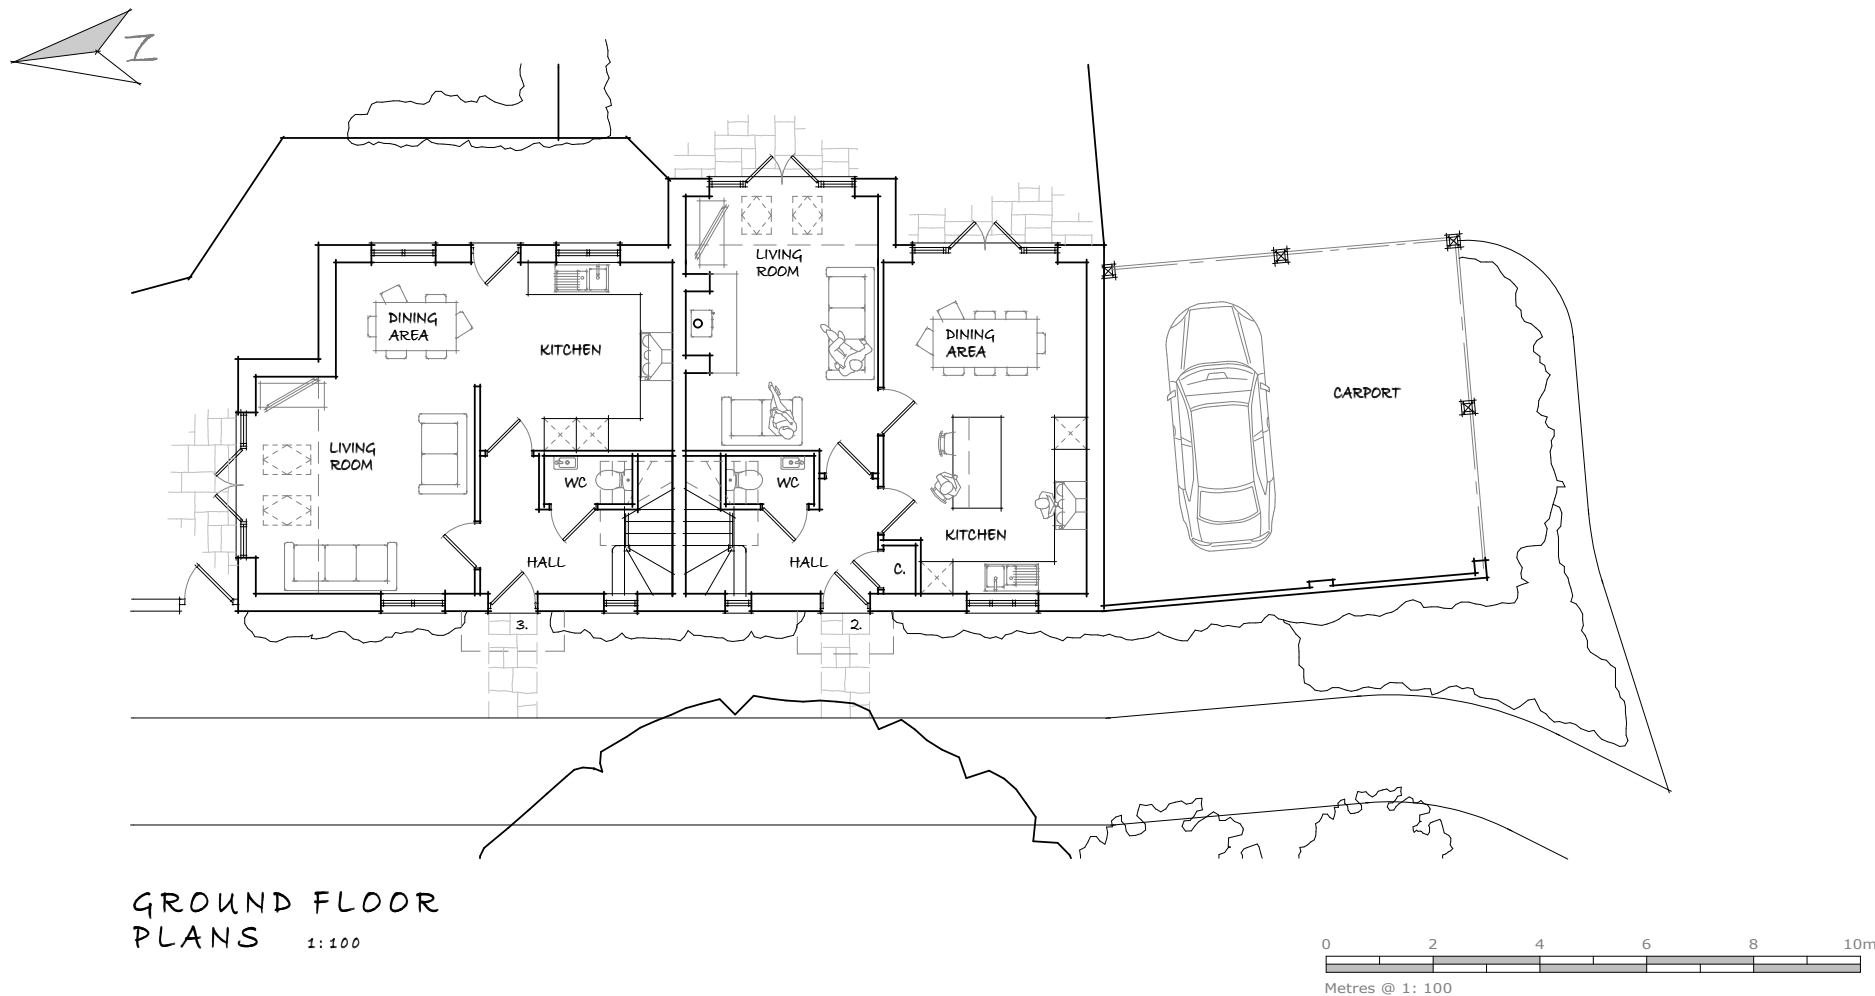 N
LIVING
ROOM
DINING
AREA
KITCHEN
DINING
AREA
CARPORT
LIVING
ROOM
WC
WC
HALL
HALL
KITCHEN
C.
3.
2.
GROUND FLOOR
PLANS 1:100
0 2 4 6 8 10m
Metres @ 1: 100